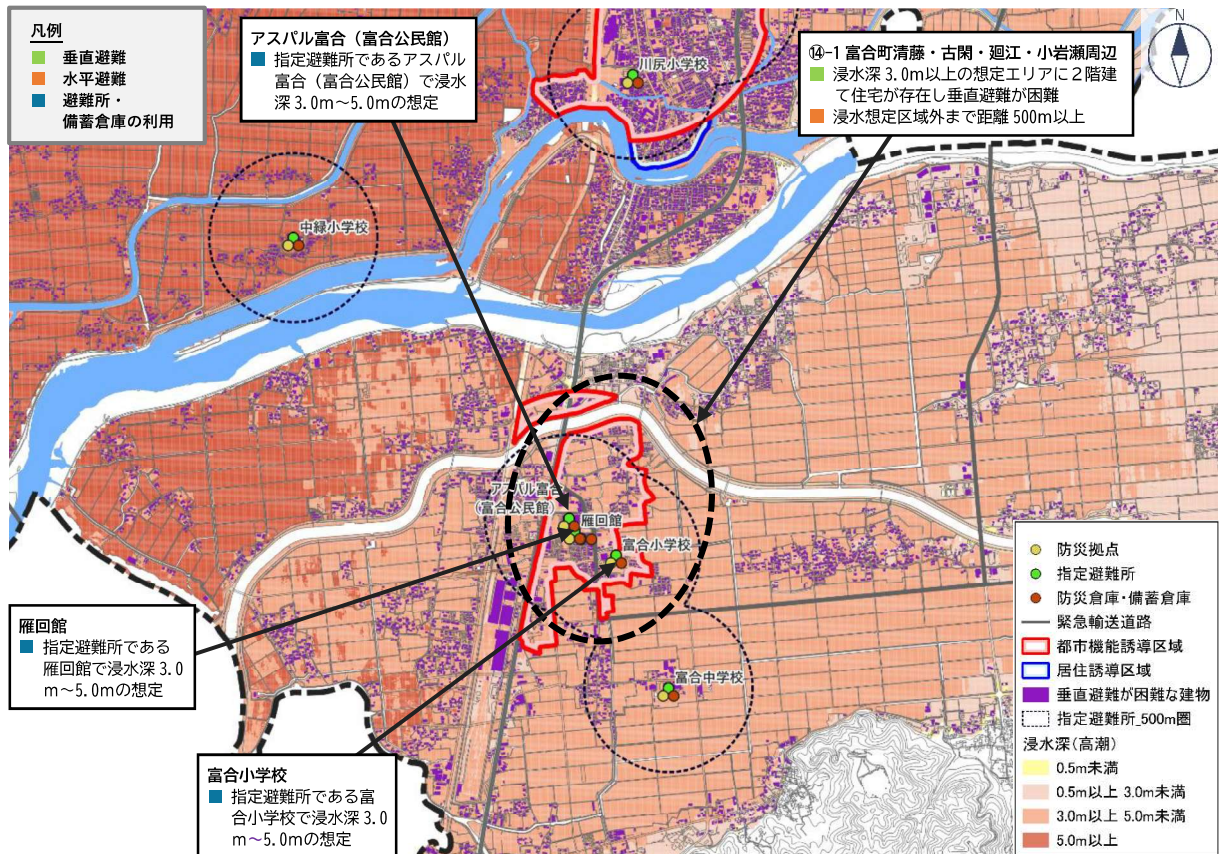 凡例
垂直避難
水平避難
避難所・
備蓄倉庫の利用
アスパル富合（富合公民館）
指定避難所であるアスパル
富合（富合公民館）で浸水
深3.0m～5.0mの想定
⑭-1 富合町清藤・古閑・廻江・小岩瀬周辺
浸水深3.0m以上の想定エリアに２階建
て住宅が存在し垂直避難が困難
浸水想定区域外まで距離500m以上
N
川尻小学校
中緑小学校
アスパル富合
（富合公民館）
雁回館
富合小学校
富合中学校
雁回館
指定避難所である
雁回館で浸水深3.0
m～5.0mの想定
富合小学校
指定避難所である富
合小学校で浸水深3.0
m～5.0mの想定
防災拠点
指定避難所
防災倉庫・備蓄倉庫
緊急輸送道路
都市機能誘導区域
居住誘導区域
垂直避難が困難な建物
指定避難所_500m圏
浸水深(高潮)
0.5m未満
0.5m以上 3.0m未満
3.0m以上 5.0m未満
5.0m以上